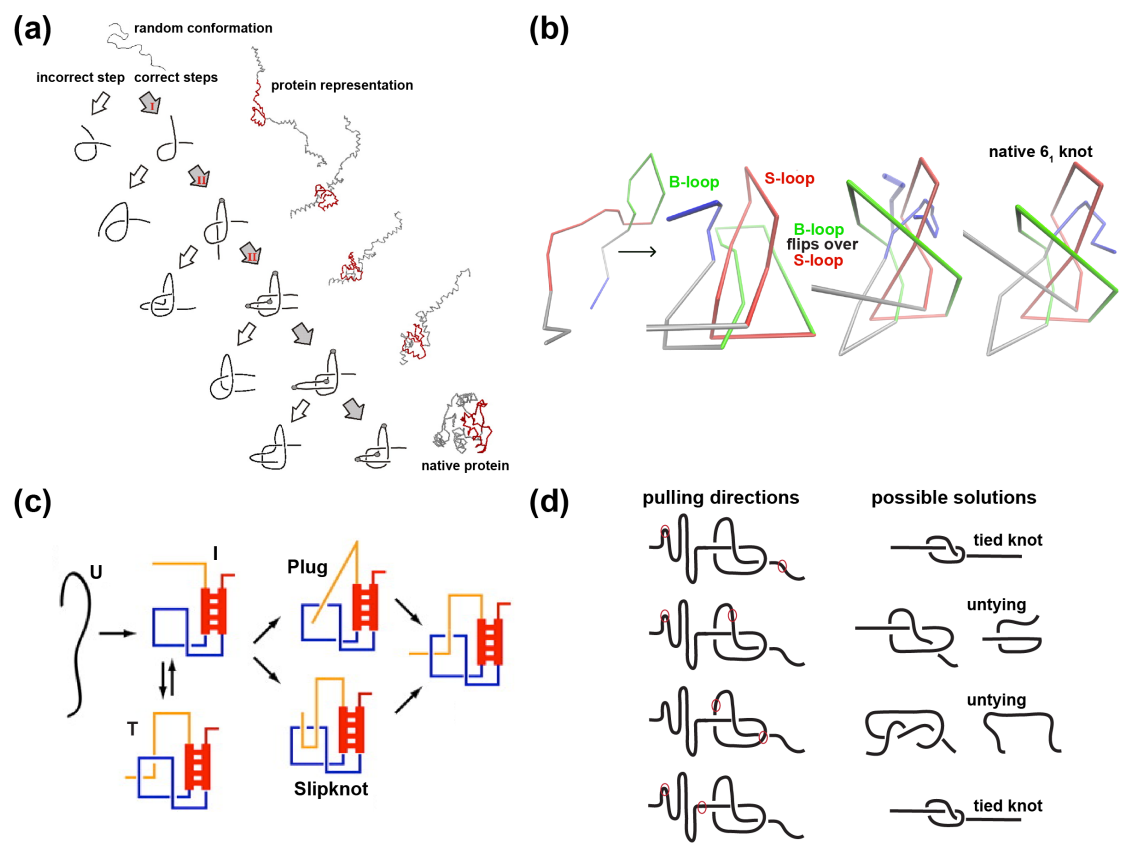 (a)
random conformation
incorrect step correct steps
I
protein representation
II
II
native protein
(b)
B-loop
S-loop
B-loop
flips over
S-loop
native 6₁ knot
(c)
U
I
T
Plug
Slipknot
(d)
pulling directions
possible solutions
tied knot
untying
untying
tied knot